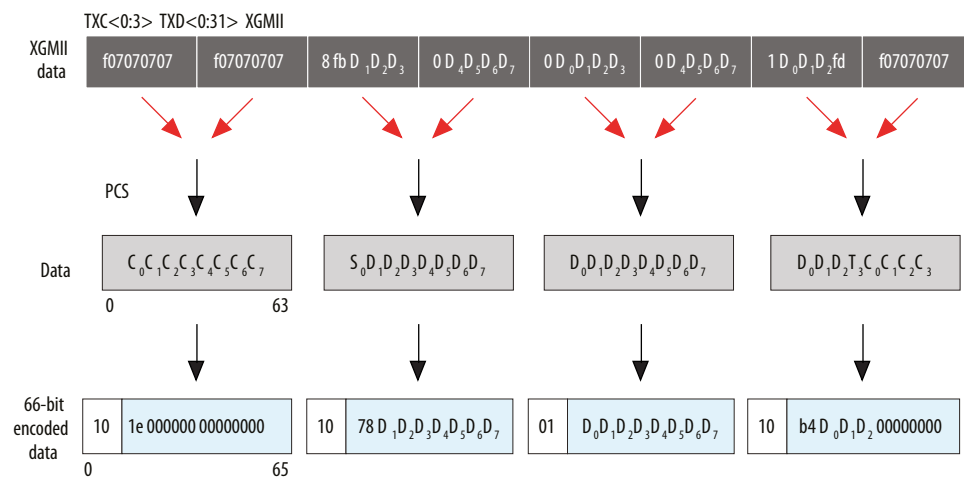 TXC<0:3> TXD<0:31> XGMII
XGMII data
f07070707 f07070707 8 fb D₁D₂D₃ 0 D₄D₅D₆D₇ 0 D₀D₁D₂D₃ 0 D₄D₅D₆D₇ 1 D₀D₁D₂fd f07070707
PCS
Data
C₀C₁C₂C₃C₄C₅C₆C₇ S₀D₁D₂D₃D₄D₅D₆D₇ D₀D₁D₂D₃D₄D₅D₆D₇ D₀D₁D₂T₃C₀C₁C₂C₃
0 63
66-bit
encoded
data
10 1e 000000 00000000 10 78 D₁D₂D₃D₄D₅D₆D₇ 01 D₀D₁D₂D₃D₄D₅D₆D₇ 10 b4 D₀D₁D₂ 00000000
0 65